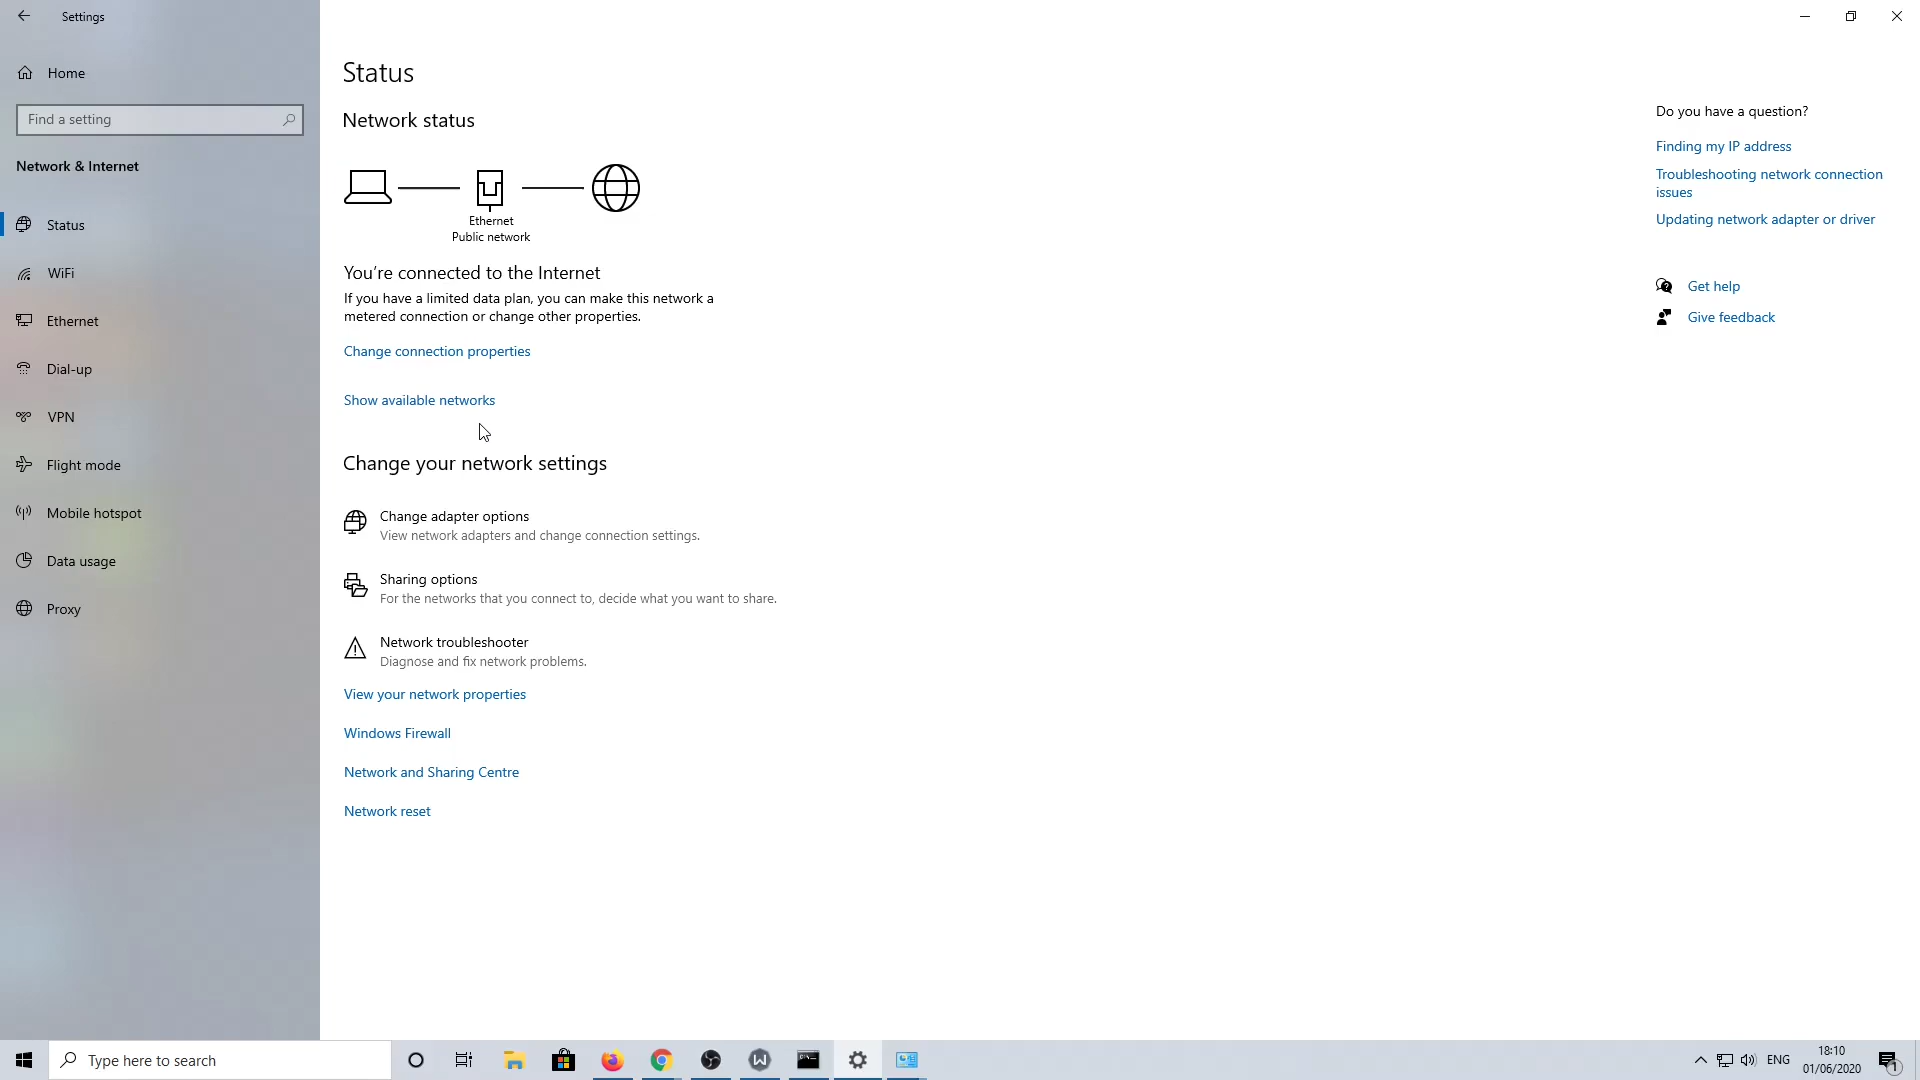 Settings
Home
Find a setting
Network & Internet
Status
WiFi
Ethernet
Dial-up
VPN
Flight mode
Mobile hotspot
Data usage
Proxy
Status
Network status
Ethernet
Public network
You’re connected to the Internet
If you have a limited data plan, you can make this network a
metered connection or change other properties.
Change connection properties
Show available networks
Change your network settings
Change adapter options
View network adapters and change connection settings.
Sharing options
For the networks that you connect to, decide what you want to share.
Network troubleshooter
Diagnose and fix network problems.
View your network properties
Windows Firewall
Network and Sharing Centre
Network reset
Do you have a question?
Finding my IP address
Troubleshooting network connection
issues
Updating network adapter or driver
Get help
Give feedback
Type here to search
ENG
18:10
01/06/2020
1